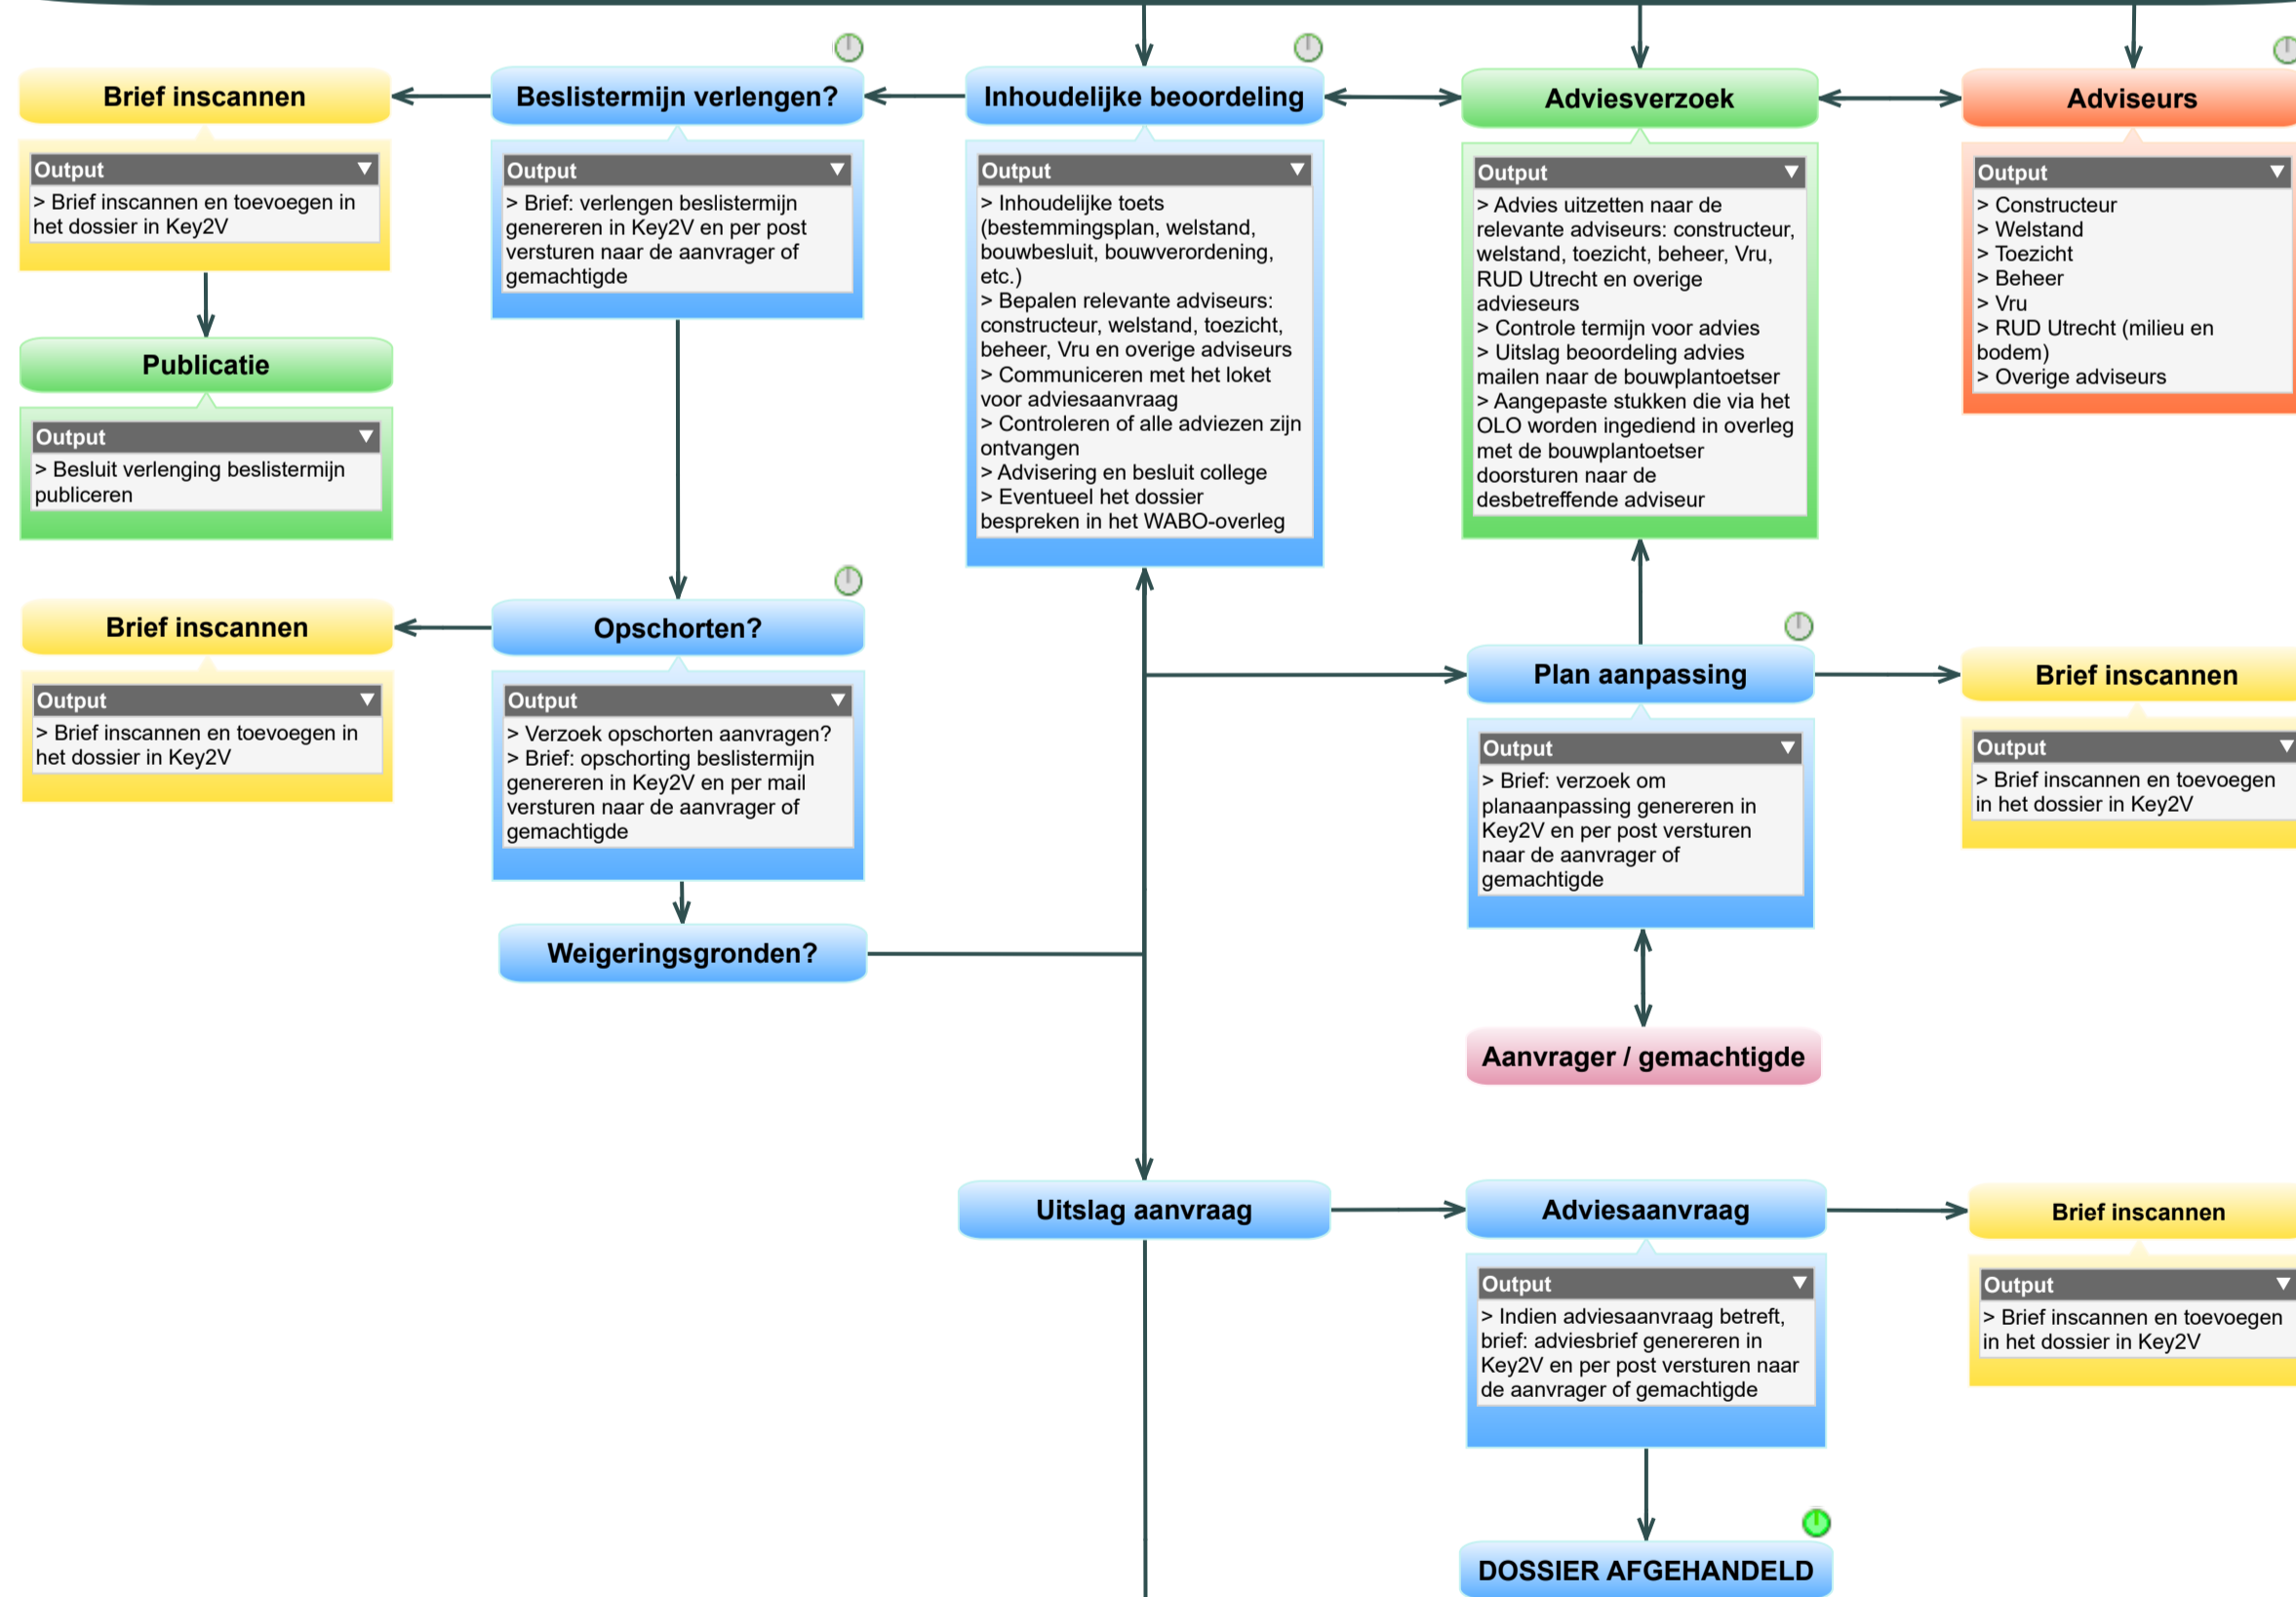 Brief inscannen
Output
> Brief inscannen en toevoegen in
het dossier in Key2V
Publicatie
Output
> Besluit verlenging beslistermijn
publiceren
Beslistermijn verlengen?
Output
> Brief: verlengen beslistermijn
genereren in Key2V en per post
versturen naar de aanvrager of
gemachtigde
Inhoudelijke beoordeling
Output
> Inhoudelijke toets
(bestemmingsplan, welstand,
bouwbesluit, bouwverordening,
etc.)
> Bepalen relevante adviseurs:
constructeur, welstand, toezicht,
beheer, Vru en overige adviseurs
> Communiceren met het loket
voor adviesaanvraag
> Controleren of alle adviezen zijn
ontvangen
> Advisering en besluit college
> Eventueel het dossier
bespreken in het WABO-overleg
Adviesverzoek
Output
> Advies uitzetten naar de
relevante adviseurs: constructeur,
welstand, toezicht, beheer, Vru,
RUD Utrecht en overige
advieseurs
> Controle termijn voor advies
> Uitslag beoordeling advies
mailen naar de bouwplantoetser
> Aangepaste stukken die via het
OLO worden ingediend in overleg
met de bouwplantoetser
doorsturen naar de
desbetreffende adviseur
Adviseurs
Output
> Constructeur
> Welstand
> Toezicht
> Beheer
> Vru
> RUD Utrecht (milieu en
bodem)
> Overige adviseurs
Brief inscannen
Output
> Brief inscannen en toevoegen in
het dossier in Key2V
Opschorten?
Output
> Verzoek opschorten aanvragen?
> Brief: opschorting beslistermijn
genereren in Key2V en per mail
versturen naar de aanvrager of
gemachtigde
Weigeringsgronden?
Plan aanpassing
Output
> Brief: verzoek om
planaanpassing genereren in
Key2V en per post versturen
naar de aanvrager of
gemachtigde
Brief inscannen
Output
> Brief inscannen en toevoegen
in het dossier in Key2V
Aanvrager / gemachtigde
Uitslag aanvraag
Adviesaanvraag
Output
> Indien adviesaanvraag betreft,
brief: adviesbrief genereren in
Key2V en per post versturen naar
de aanvrager of gemachtigde
Brief inscannen
Output
> Brief inscannen en toevoegen
in het dossier in Key2V
DOSSIER AFGEHANDELD